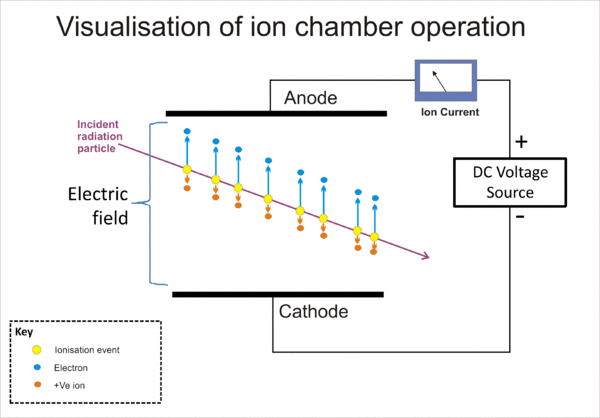 Visualisation of ion chamber operation
Anode
Ion Current
Incident
radiation
particle
+
DC Voltage
Source
-
Electric
field
Cathode
Key
Ionisation event
Electron
+Ve ion